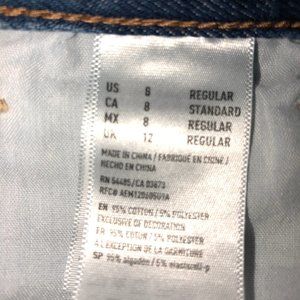 US 8 REGULAR
CA 8 STANDARD
MX 8 REGULAR
UK 12 REGULAR
MADE IN CHINA / FABRIQUÉ EN CHINE /
HECHO EN CHINA
RN 54485/CA 03673
RFC#
EN 95% COTTON / 5% POLYESTER
EXCLUSIVE OF DECORATION
FR 95% COTON / 5% POLYESTER
À L'EXCEPTION DE LA GARNITURE
SP 95% algodón / 5%